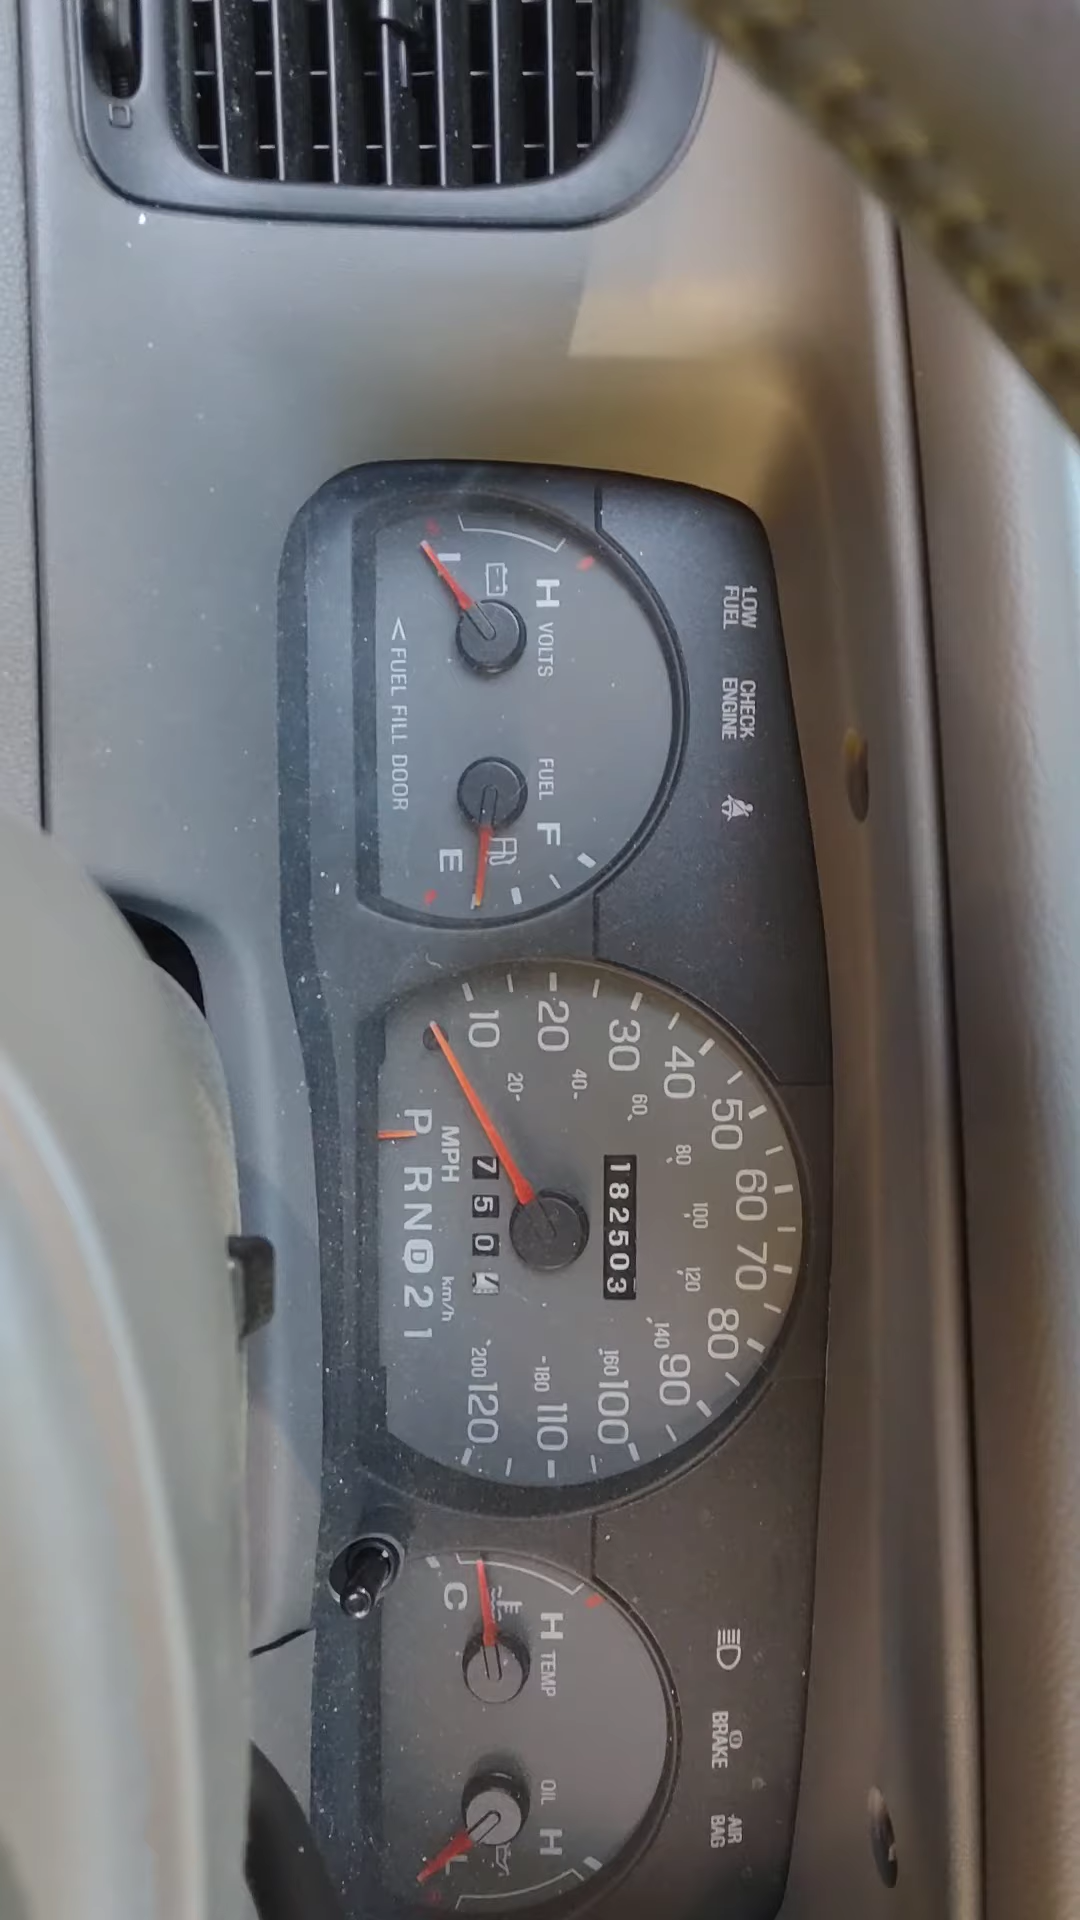 LOW
FUEL
CHECK
ENGINE
H
VOLTS
L
< FUEL FILL DOOR
FUEL
F
E
10
20
30
40
50
60
70
80
90
100
110
120
20
40
60
80
100
120
140
160
180
200
182503
MPH
750
km/h
P R N D 2 1
C
H
TEMP
OIL
H
L
BRAKE
AIR
BAG